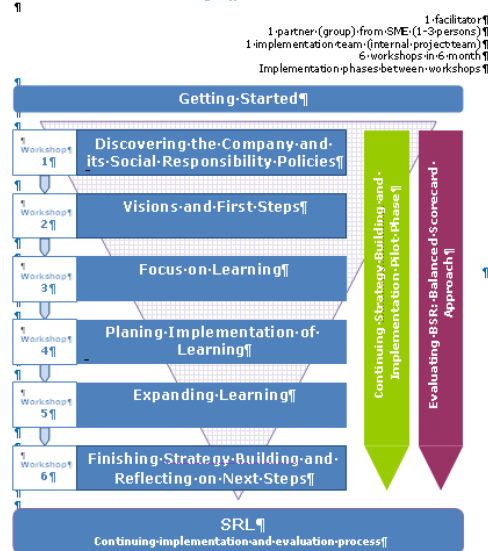 1 facilitator
1 partner (group) from SME (1-3 persons)
1 implementation team (internal project team)
6 workshops in 6 month
Implementation phases between workshops
Getting Started
Workshop
1
Discovering the Company and
its Social Responsibility Policies
Workshop
2
Visions and First Steps
Workshop
3
Focus on Learning
Workshop
4
Planing Implementation of
Learning
Workshop
5
Expanding Learning
Workshop
6
Finishing Strategy Building and
Reflecting on Next Steps
Continuing Strategy Building and
Implementation Pilot Phase
Evaluating BSR: Balanced Scorecard
Approach
SRL
Continuing implementation and evaluation process